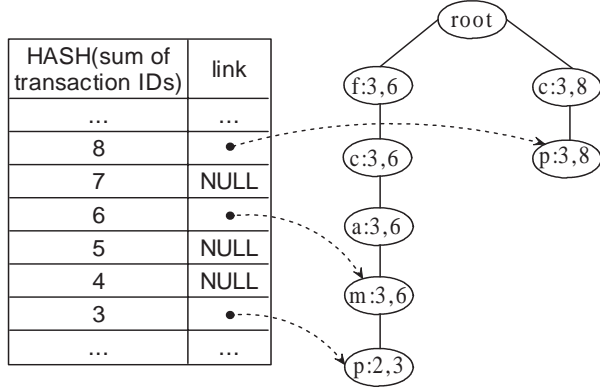 HASH(sum of transaction IDs) link
... ...
8
7 NULL
6
5 NULL
4 NULL
3
... ...
root
f:3,6
c:3,8
c:3,6
p:3,8
a:3,6
m:3,6
p:2,3